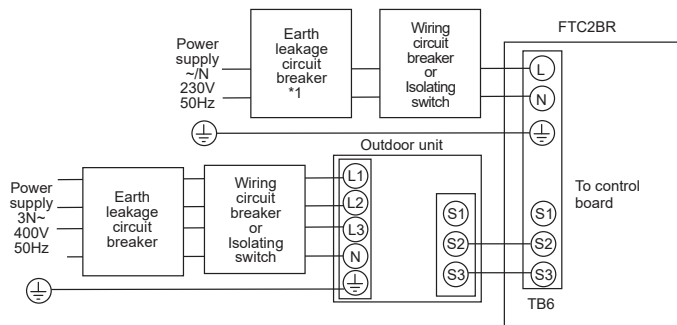 FTC2BR
Power
supply
~/N
230V
50Hz
Earth
leakage
circuit
breaker
*1
Wiring
circuit
breaker
or
Isolating
switch
L
N
Outdoor unit
Power
supply
3N~
400V
50Hz
Earth
leakage
circuit
breaker
Wiring
circuit
breaker
or
Isolating
switch
L1
L2
L3
N
S1
S2
S3
S1
S2
S3
To control
board
TB6